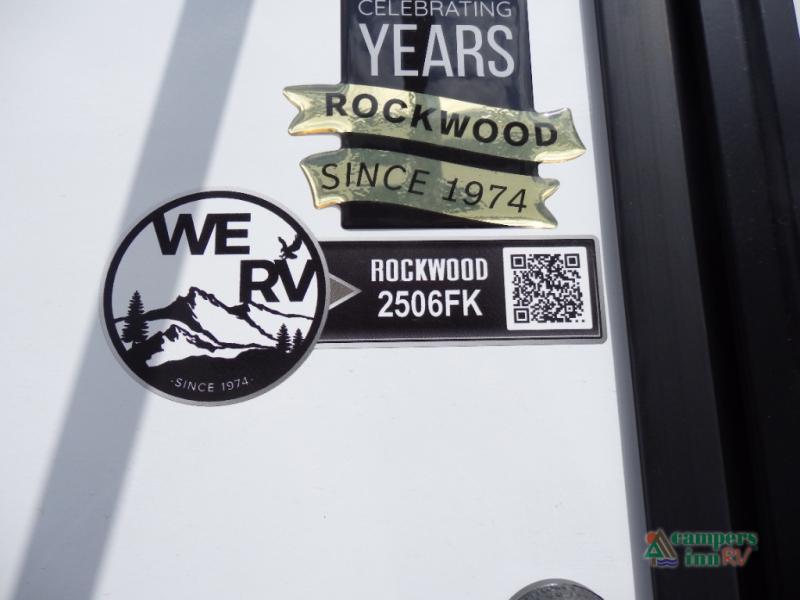 CELEBRATING
YEARS
ROCKWOOD
SINCE 1974
WE
RV
ROCKWOOD
2506FK
-SINCE 1974-
campers
inn RV